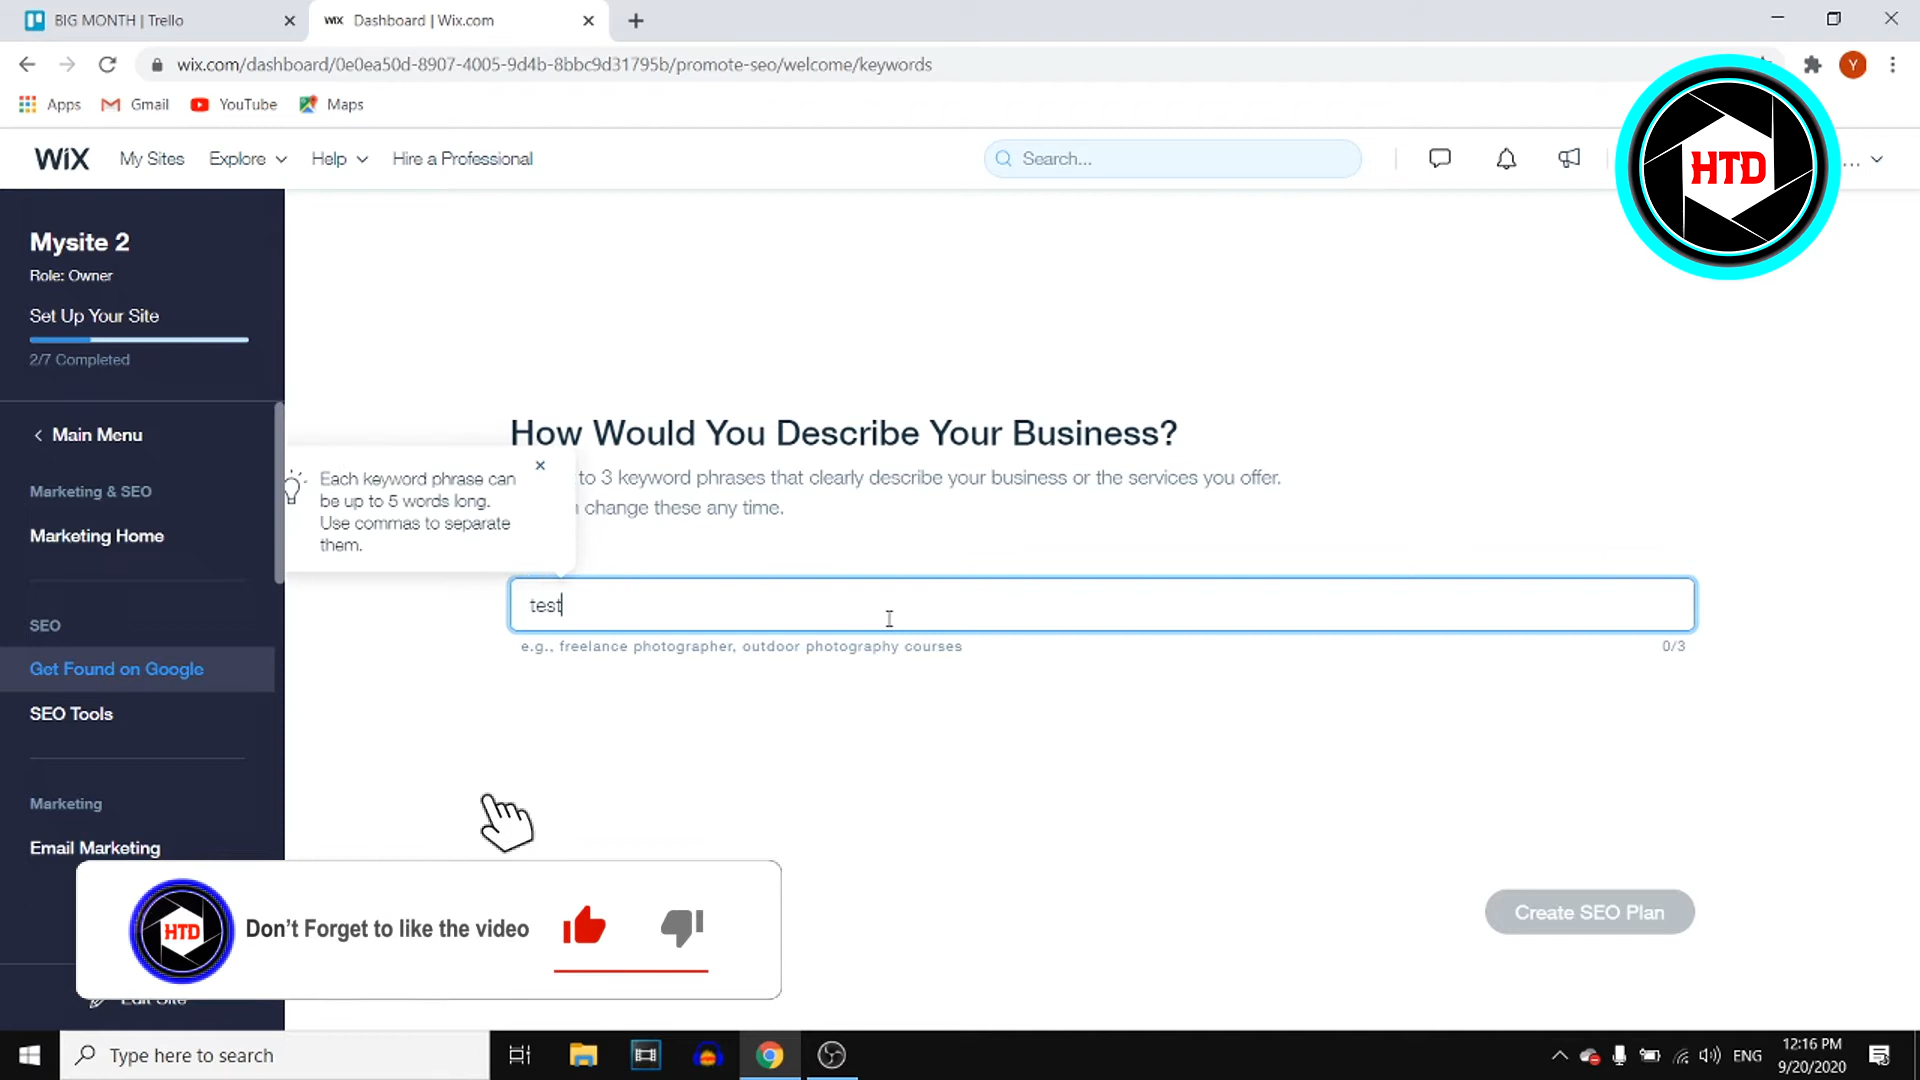 BIG MONTH | Trello
WiX Dashboard | Wix.com
wix.com/dashboard/0e0ea50d-8907-4005-9d4b-8bbc9d31795b/promote-seo/welcome/keywords
Y
Apps Gmail YouTube Maps
WiX My Sites Explore Help Hire a Professional Search... ...
HTD
Mysite 2
Role: Owner
Set Up Your Site
2/7 Completed
Main Menu
Marketing & SEO
Marketing Home
SEO
Get Found on Google
SEO Tools
Marketing
Email Marketing
Edit Site
How Would You Describe Your Business?
to 3 keyword phrases that clearly describe your business or the services you offer.
change these any time.
Each keyword phrase can
be up to 5 words long.
Use commas to separate
them.
test
e.g., freelance photographer, outdoor photography courses 0/3
Create SEO Plan
HTD Don't Forget to like the video
Type here to search
ENG
12:16 PM
9/20/2020